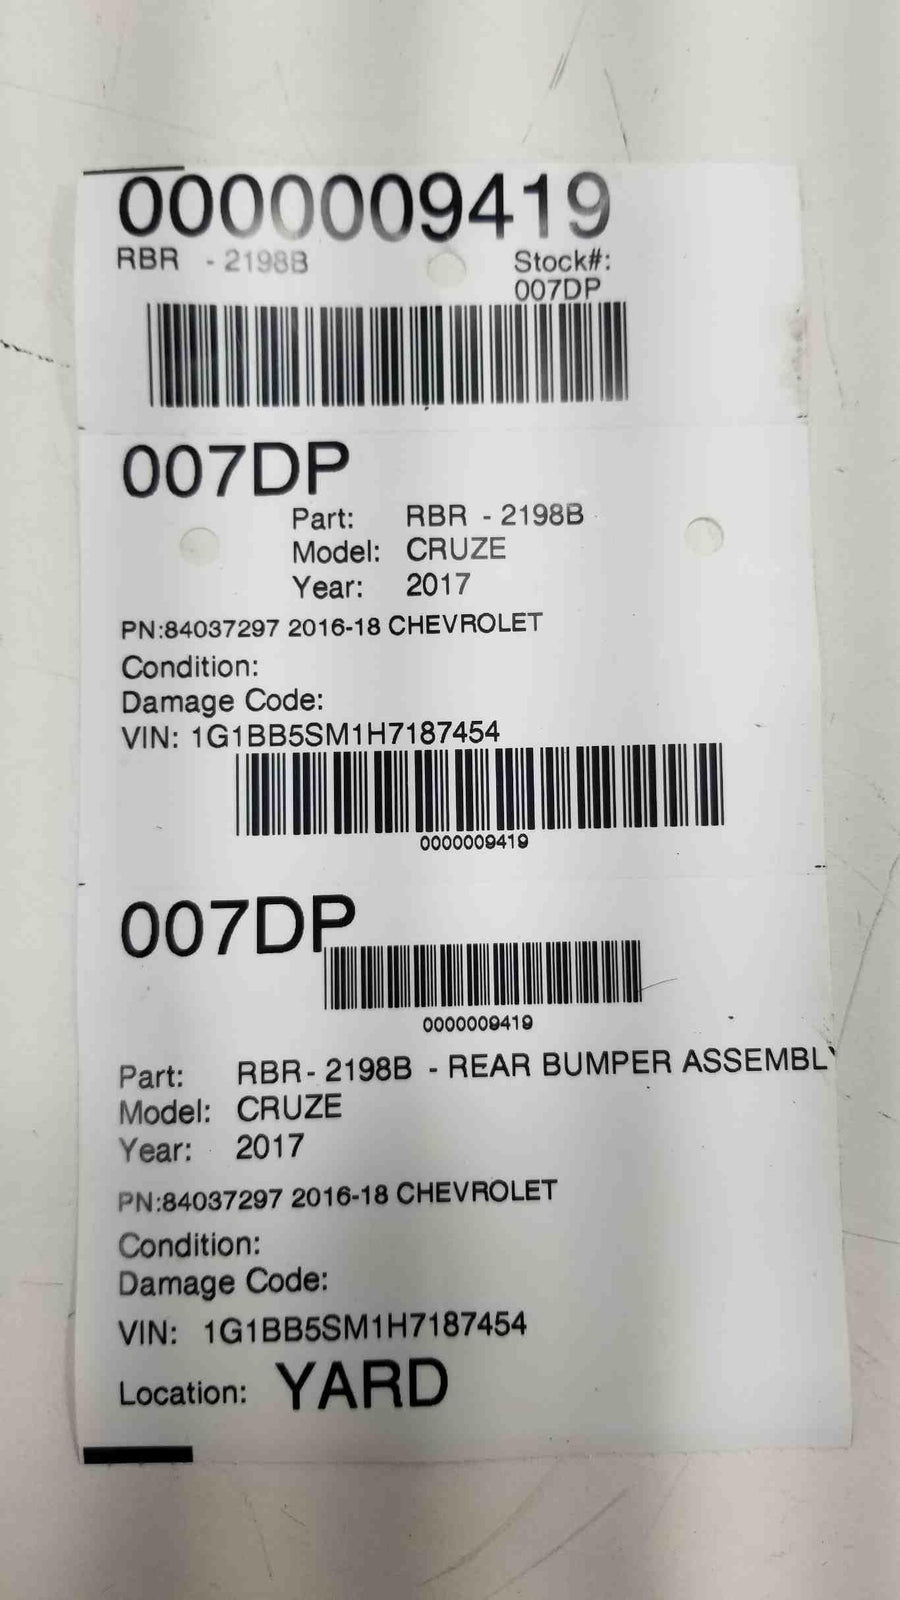 0000009419
RBR - 2198B Stock#:
007DP
007DP
Part: RBR - 2198B
Model: CRUZE
Year: 2017
PN:84037297 2016-18 CHEVROLET
Condition:
Damage Code:
VIN: 1G1BB5SM1H7187454
0000009419
007DP
0000009419
Part: RBR- 2198B - REAR BUMPER ASSEMBLY
Model: CRUZE
Year: 2017
PN:84037297 2016-18 CHEVROLET
Condition:
Damage Code:
VIN: 1G1BB5SM1H7187454
Location: YARD